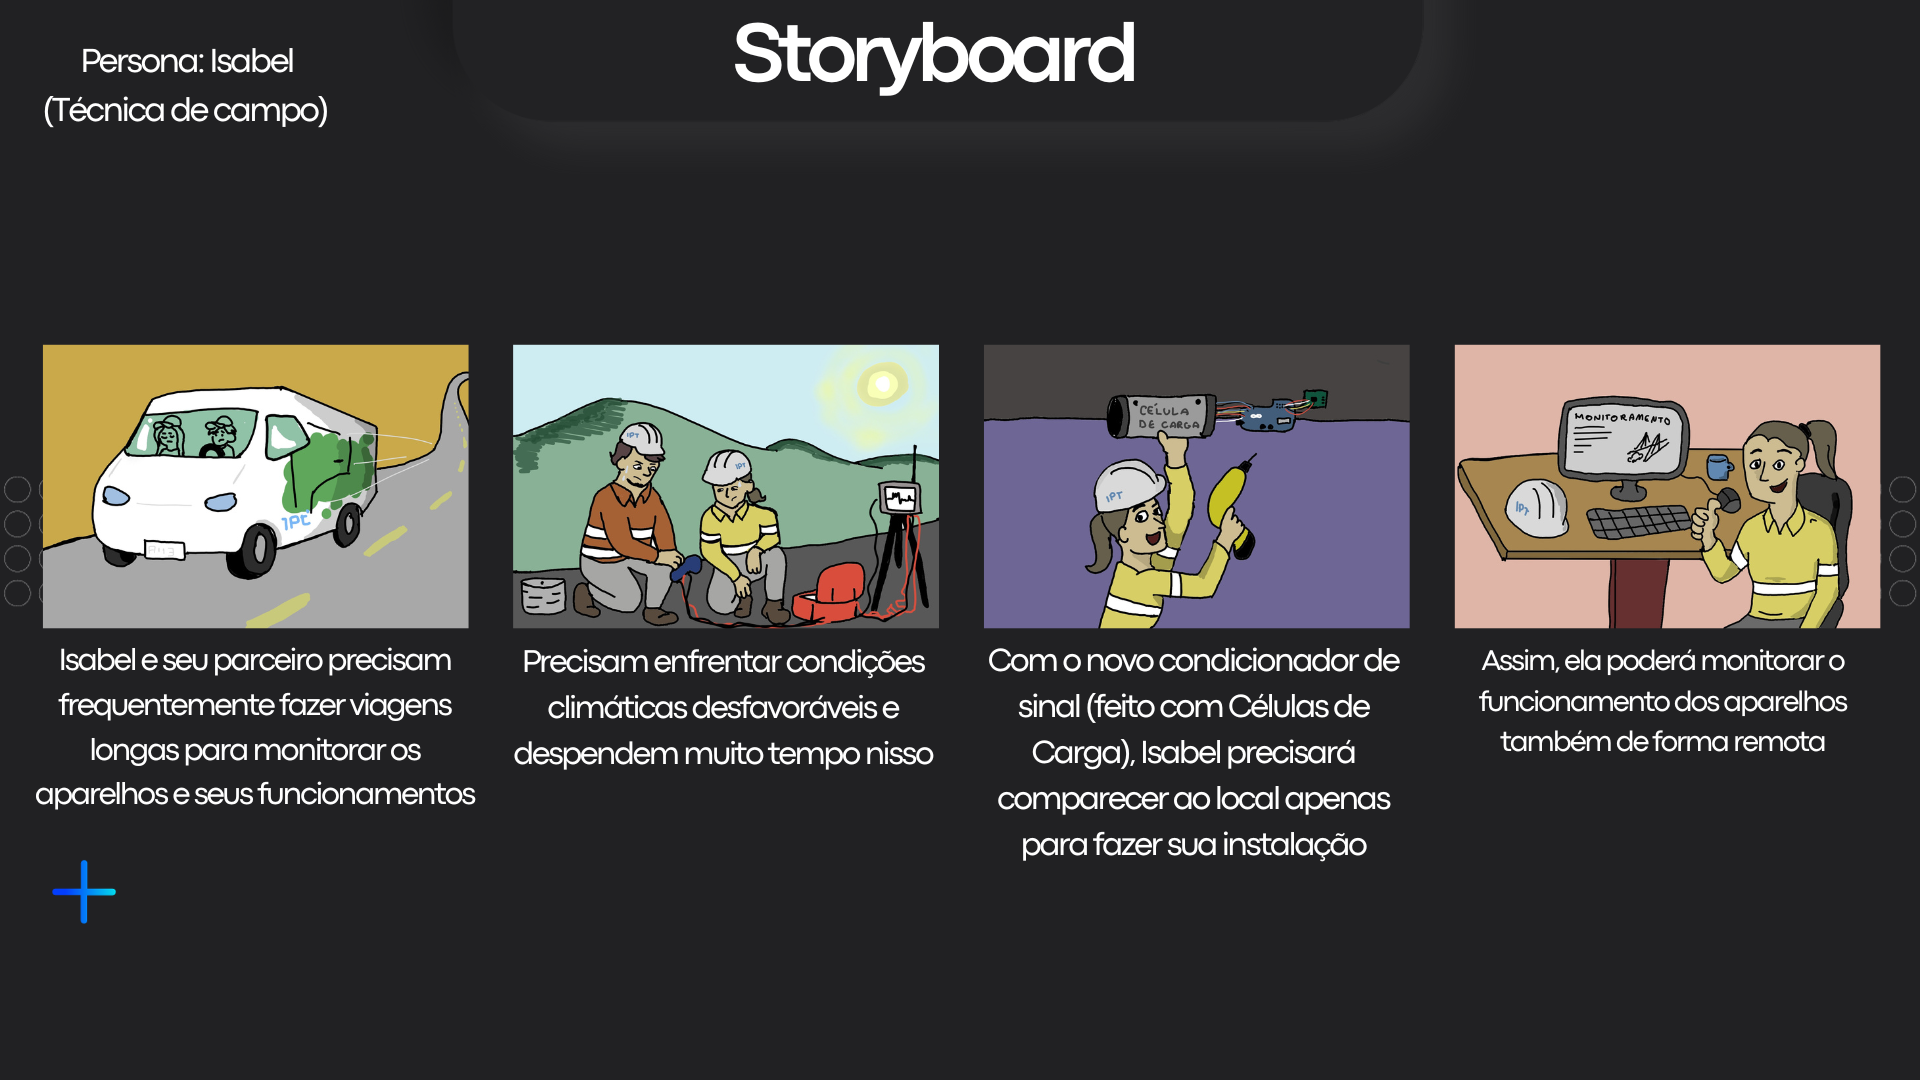 Storyboard
Persona: Isabel
(Técnica de campo)
IPT
Isabel e seu parceiro precisam
frequentemente fazer viagens
longas para monitorar os
aparelhos e seus funcionamentos
IPT
IPT
Precisam enfrentar condições
climáticas desfavoráveis e
despendem muito tempo nisso
CÉLULA
DE CARGA
IPT
Com o novo condicionador de
sinal (feito com Células de
Carga), Isabel precisará
comparecer ao local apenas
para fazer sua instalação
MONITORAMENTO
IPT
Assim, ela poderá monitorar o
funcionamento dos aparelhos
também de forma remota